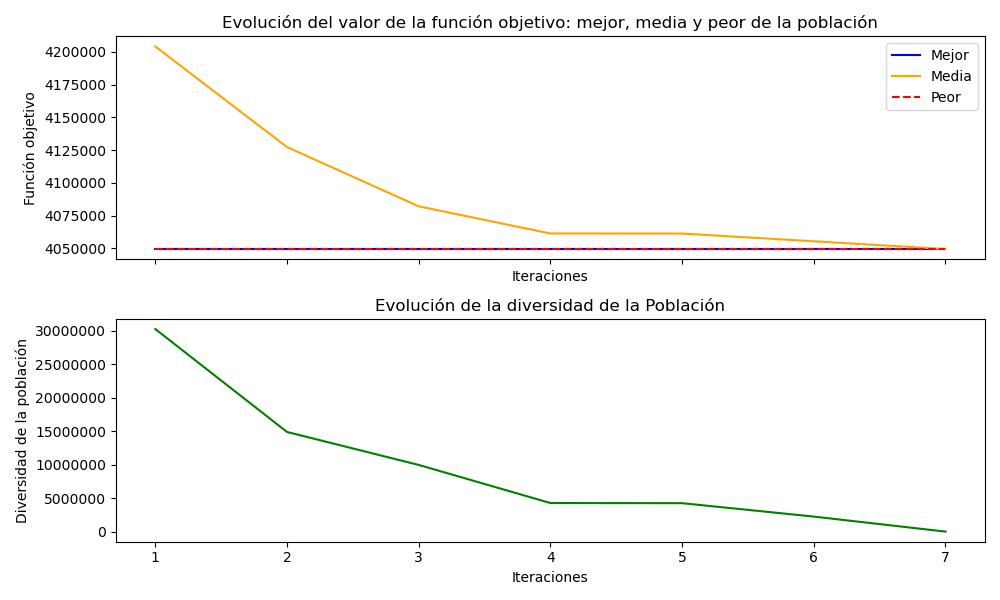 Evolución del valor de la función objetivo: mejor, media y peor de la población
Función objetivo
4200000
4175000
4150000
4125000
4100000
4075000
4050000
Mejor
Media
Peor
Iteraciones
Evolución de la diversidad de la Población
Diversidad de la población
30000000
25000000
20000000
15000000
10000000
5000000
0
1 2 3 4 5 6 7
Iteraciones